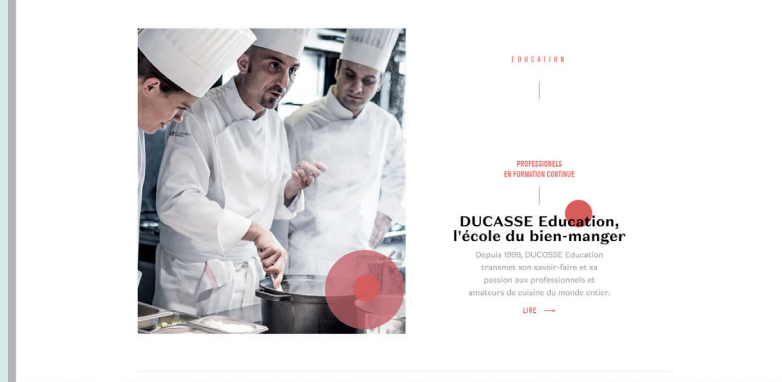 EDUCATION
PROFESSIONELS
EN FORMATION CONTINUE
DUCASSE Education,
l'école du bien-manger
Depuis 1999, DUCASSE Education
transmet son savoir-faire et sa
passion aux professionnels et
amateurs de cuisine du monde entier.
LIRE